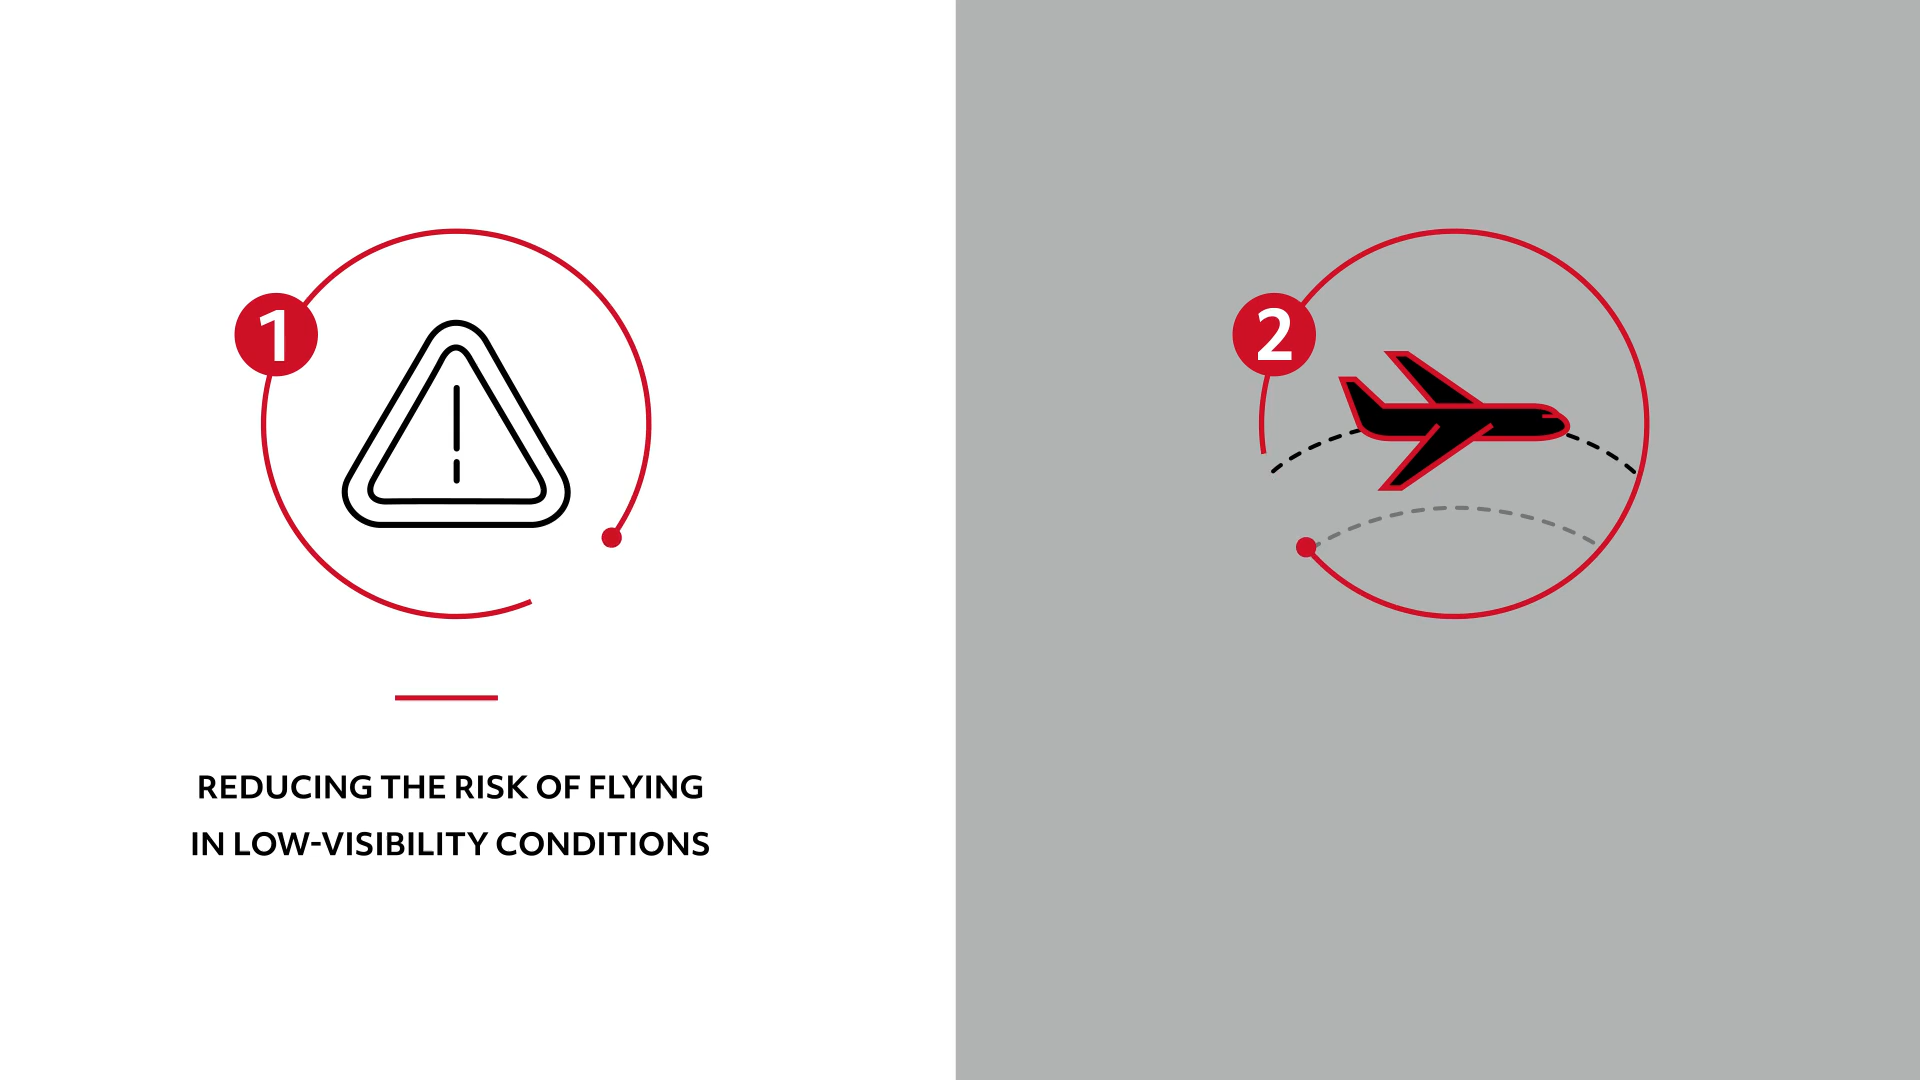 1
REDUCING THE RISK OF FLYING
IN LOW-VISIBILITY CONDITIONS
2